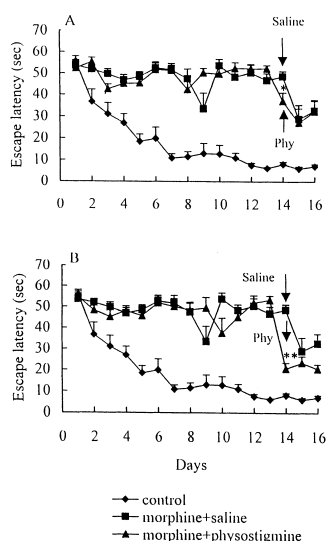 A
Saline
70
60
50
40
30
20
10
0
Escape latency (sec)
*
Phy
0 2 4 6 8 10 12 14 16
B
Saline
70
60
50
40
30
20
10
0
Escape latency (sec)
Phy
**
0 2 4 6 8 10 12 14 16
Days
control
morphine+saline
morphine+physostigmine